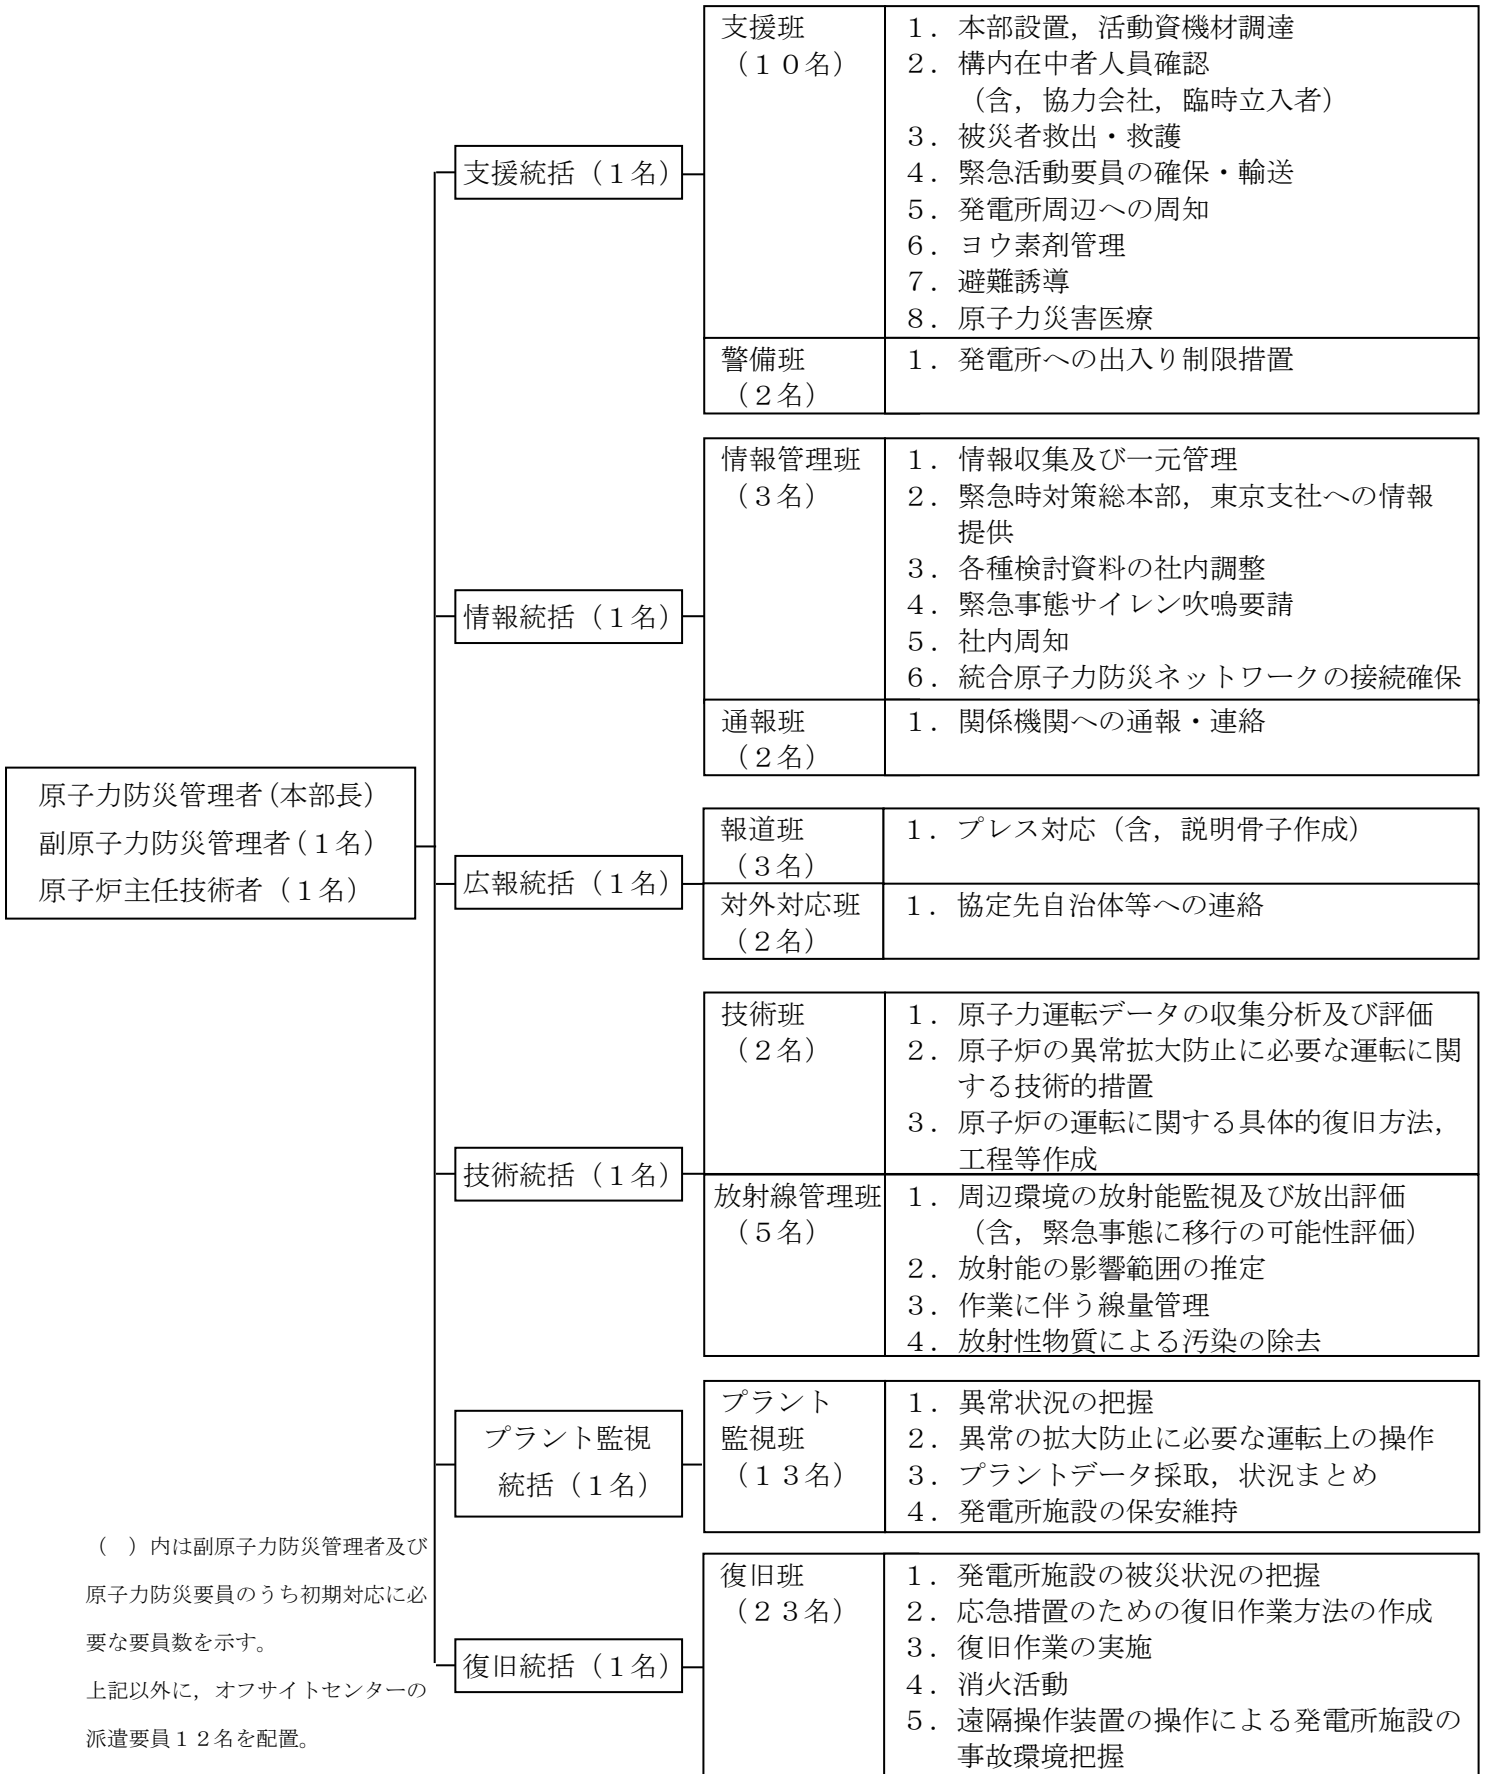 原子力防災管理者(本部長)
副原子力防災管理者(1名)
原子炉主任技術者(1名)
支援統括(1名)
支援班
(10名)
1.本部設置,活動資機材調達
2.構内在中者人員確認
(含,協力会社,臨時立入者)
3.被災者救出・救護
4.緊急活動要員の確保・輸送
5.発電所周辺への周知
6.ヨウ素剤管理
7.避難誘導
8.原子力災害医療
警備班
(2名)
1.発電所への出入り制限措置
情報統括(1名)
情報管理班
(3名)
1.情報収集及び一元管理
2.緊急時対策総本部,東京支社への情報
提供
3.各種検討資料の社内調整
4.緊急事態サイレン吹鳴要請
5.社内周知
6.統合原子力防災ネットワークの接続確保
通報班
(2名)
1.関係機関への通報・連絡
広報統括(1名)
報道班
(3名)
1.プレス対応(含,説明骨子作成)
対外対応班
(2名)
1.協定先自治体等への連絡
技術統括(1名)
技術班
(2名)
1.原子力運転データの収集分析及び評価
2.原子炉の異常拡大防止に必要な運転に関
する技術的措置
3.原子炉の運転に関する具体的復旧方法,
工程等作成
放射線管理班
(5名)
1.周辺環境の放射能監視及び放出評価
(含,緊急事態に移行の可能性評価)
2.放射能の影響範囲の推定
3.作業に伴う線量管理
4.放射性物質による汚染の除去
プラント監視
統括(1名)
プラント
監視班
(13名)
1.異常状況の把握
2.異常の拡大防止に必要な運転上の操作
3.プラントデータ採取,状況まとめ
4.発電所施設の保安維持
復旧統括(1名)
復旧班
(23名)
1.発電所施設の被災状況の把握
2.応急措置のための復旧作業方法の作成
3.復旧作業の実施
4.消火活動
5.遠隔操作装置の操作による発電所施設の
事故環境把握
( )内は副原子力防災管理者及び
原子力防災要員のうち初期対応に必
要な要員数を示す。
上記以外に,オフサイトセンターの
派遣要員12名を配置。